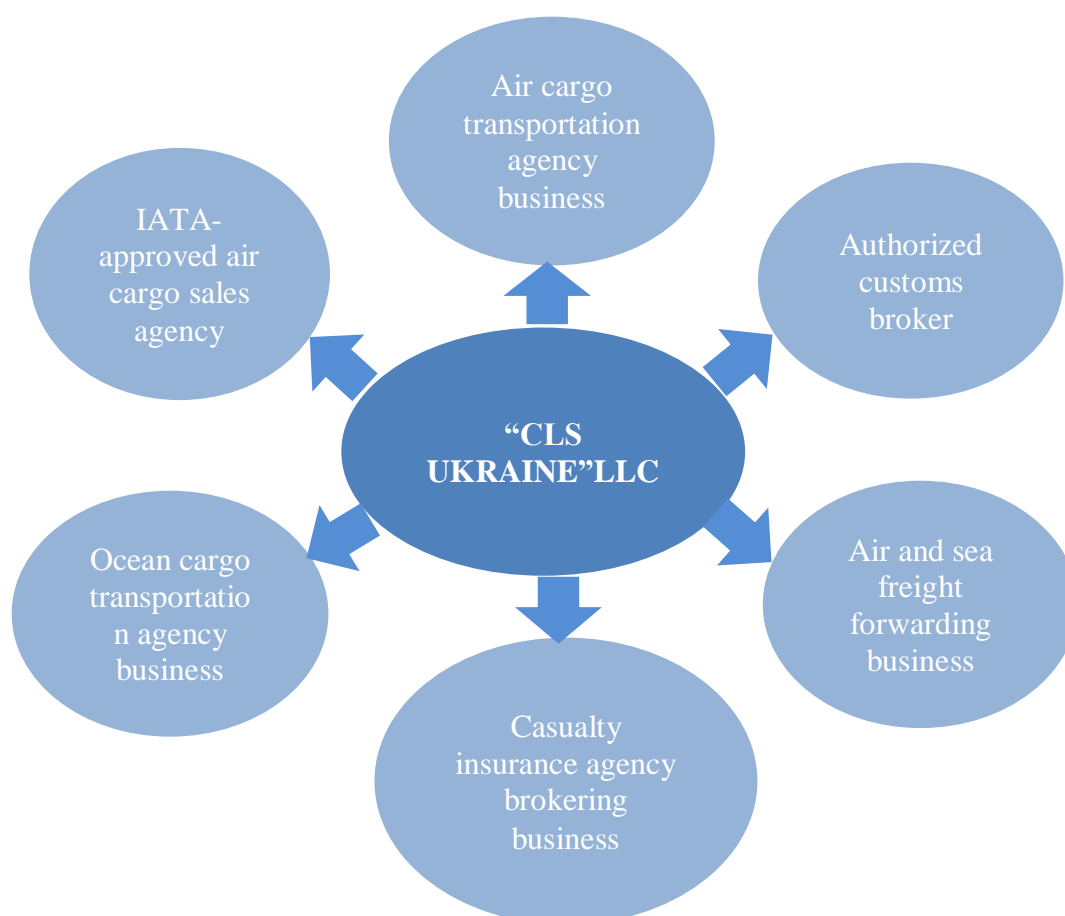 Air cargo
transportation
agency
business
IATA-
approved air
cargo sales
agency
Authorized
customs
broker
“CLS
UKRAINE”LLC
Ocean cargo
transportatio
n agency
business
Air and sea
freight
forwarding
business
Casualty
insurance agency
brokering
business